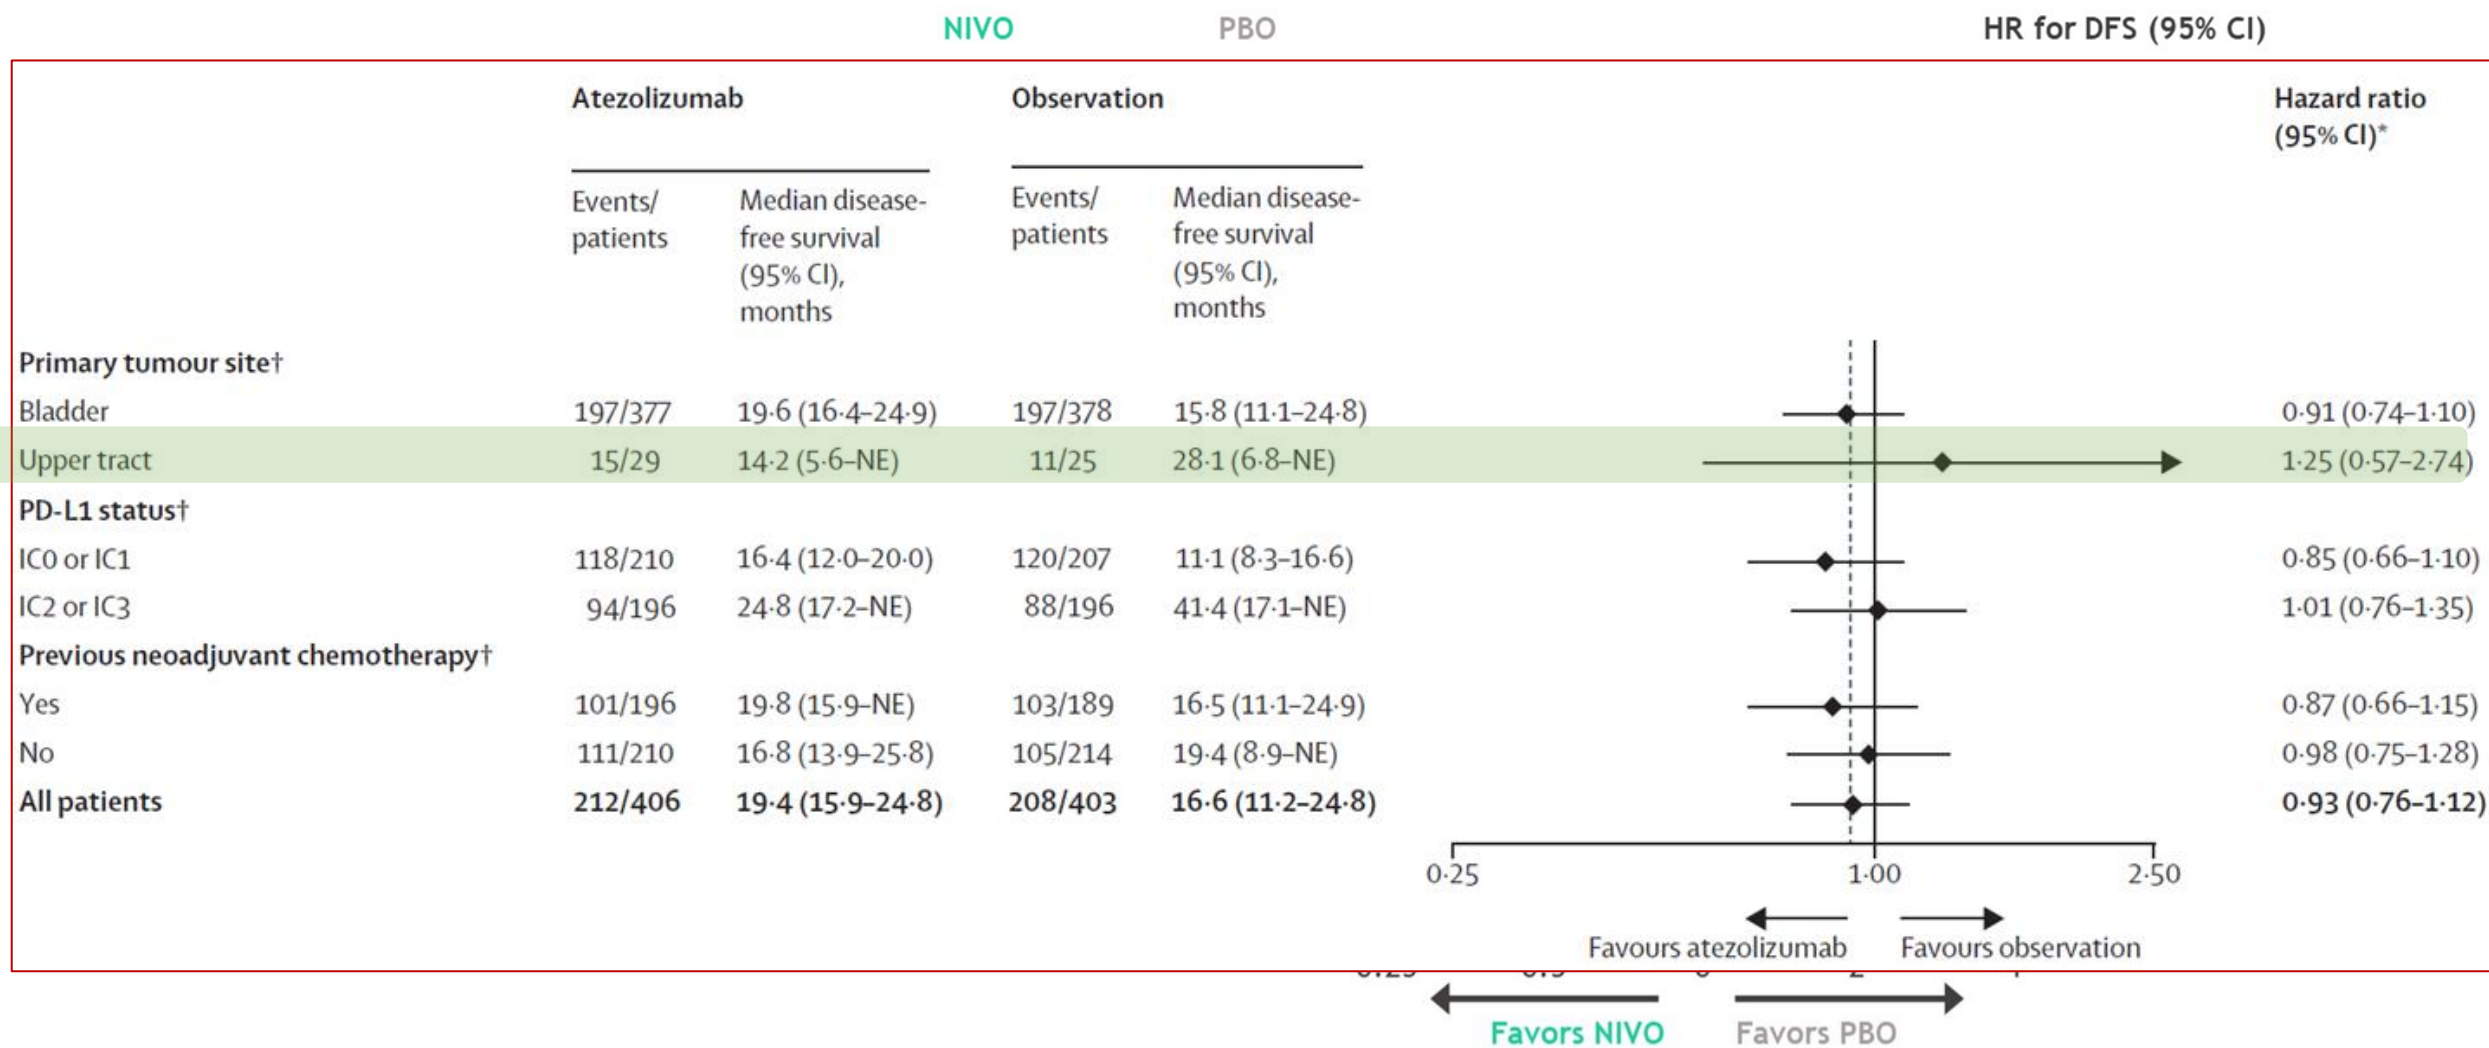 NIVO PBO HR for DFS (95% CI)
Atezolizumab Observation Hazard ratio
(95% CI)*
Events/ Median disease- Events/ Median disease-
patients free survival patients free survival
(95% CI), (95% CI),
months months
Primary tumour site†
Bladder 197/377 19·6 (16·4–24·9) 197/378 15·8 (11·1–24·8) 0·91 (0·74–1·10)
Upper tract 15/29 14·2 (5·6–NE) 11/25 28·1 (6·8–NE) 1·25 (0·57–2·74)
PD-L1 status†
IC0 or IC1 118/210 16·4 (12·0–20·0) 120/207 11·1 (8·3–16·6) 0·85 (0·66–1·10)
IC2 or IC3 94/196 24·8 (17·2–NE) 88/196 41·4 (17·1–NE) 1·01 (0·76–1·35)
Previous neoadjuvant chemotherapy†
Yes 101/196 19·8 (15·9–NE) 103/189 16·5 (11·1–24·9) 0·87 (0·66–1·15)
No 111/210 16·8 (13·9–25·8) 105/214 19·4 (8·9–NE) 0·98 (0·75–1·28)
All patients 212/406 19·4 (15·9–24·8) 208/403 16·6 (11·2–24·8) 0·93 (0·76–1·12)
0·25 1·00 2·50
Favours atezolizumab Favours observation
Favors NIVO Favors PBO